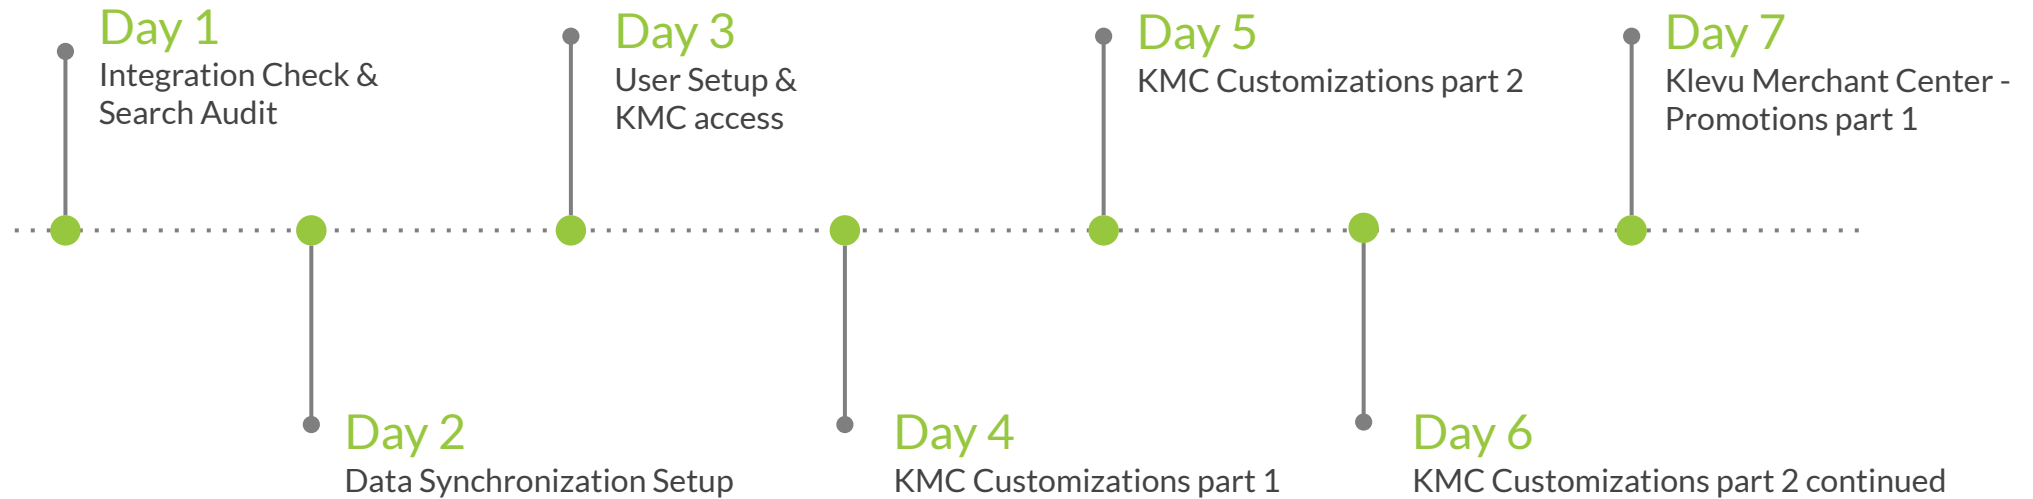 Day 1
Integration Check &
Search Audit
Day 2
Data Synchronization Setup
Day 3
User Setup &
KMC access
Day 4
KMC Customizations part 1
Day 5
KMC Customizations part 2
Day 6
KMC Customizations part 2 continued
Day 7
Klevu Merchant Center -
Promotions part 1